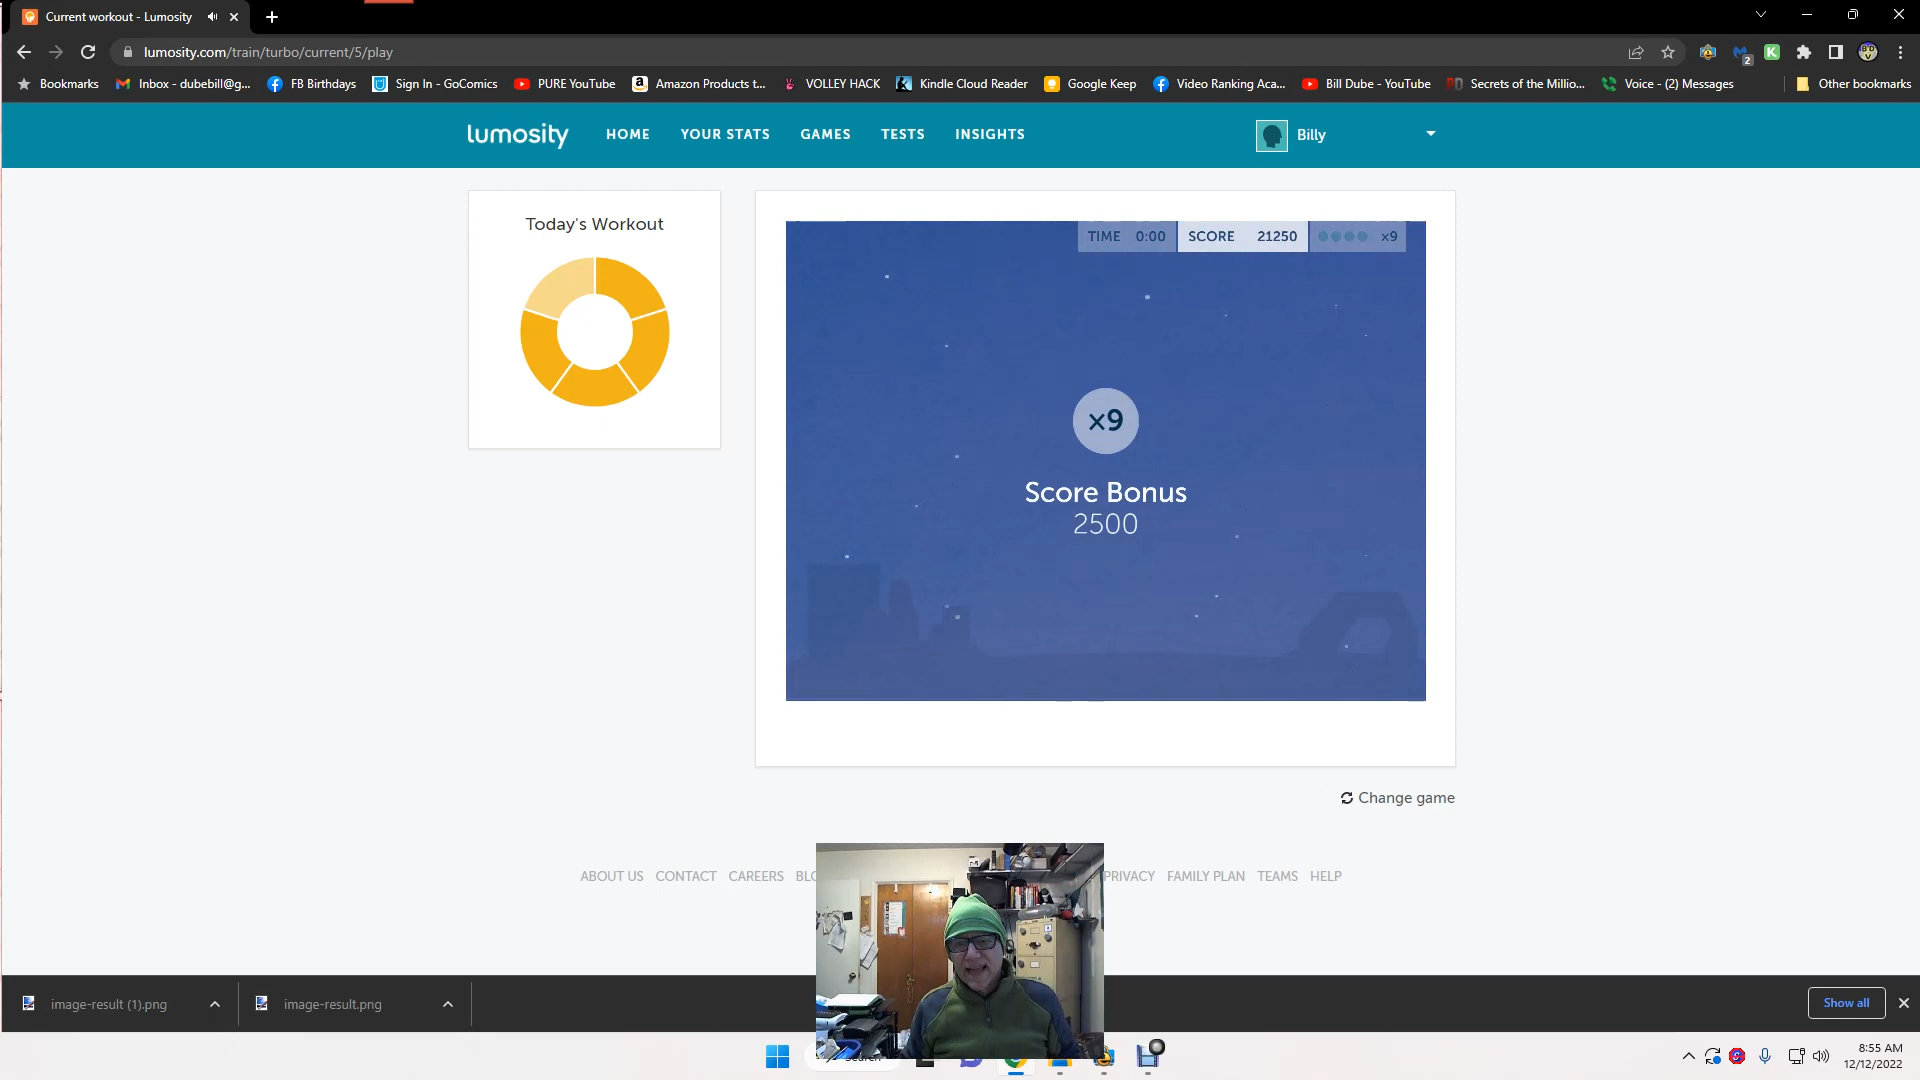 Current workout - Lumosity
lumosity.com/train/turbo/current/5/play
2
Bookmarks Inbox - dubebill@g... FB Birthdays Sign In - GoComics PURE YouTube Amazon Products t... VOLLEY HACK Kindle Cloud Reader Google Keep Video Ranking Aca... Bill Dube - YouTube Secrets of the Millio... Voice - (2) Messages Other bookmarks
lumosity HOME YOUR STATS GAMES TESTS INSIGHTS Billy
Today's Workout
TIME 0:00 SCORE 21250 x9
x9
Score Bonus
2500
Change game
ABOUT US CONTACT CAREERS PRIVACY FAMILY PLAN TEAMS HELP
image-result (1).png image-result.png Show all
8:55 AM
12/12/2022